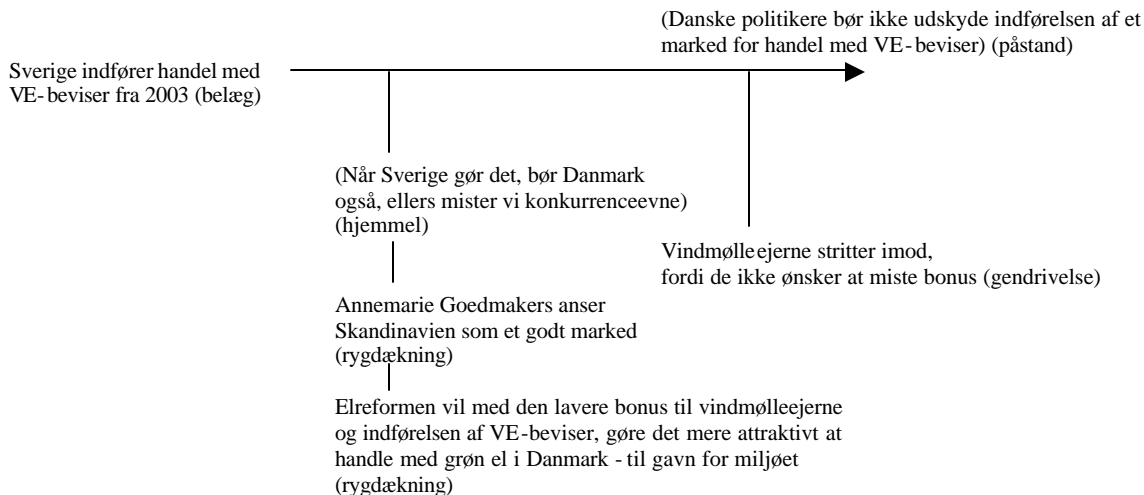 (Danske politikere bør ikke udskyde indførelsen af et
marked for handel med VE-beviser) (påstand)
Sverige indfører handel med
VE-beviser fra 2003 (belæg)
(Når Sverige gør det, bør Danmark
også, ellers mister vi konkurrenceevne)
(hjemmel)
Vindmølleejerne stritter imod,
fordi de ikke ønsker at miste bonus (gendrivelse)
Annemarie Goedmakers anser
Skandinavien som et godt marked
(rygdækning)
Elreformen vil med den lavere bonus til vindmølleejerne
og indførelsen af VE-beviser, gøre det mere attraktivt at
handle med grøn el i Danmark - til gavn for miljøet
(rygdækning)